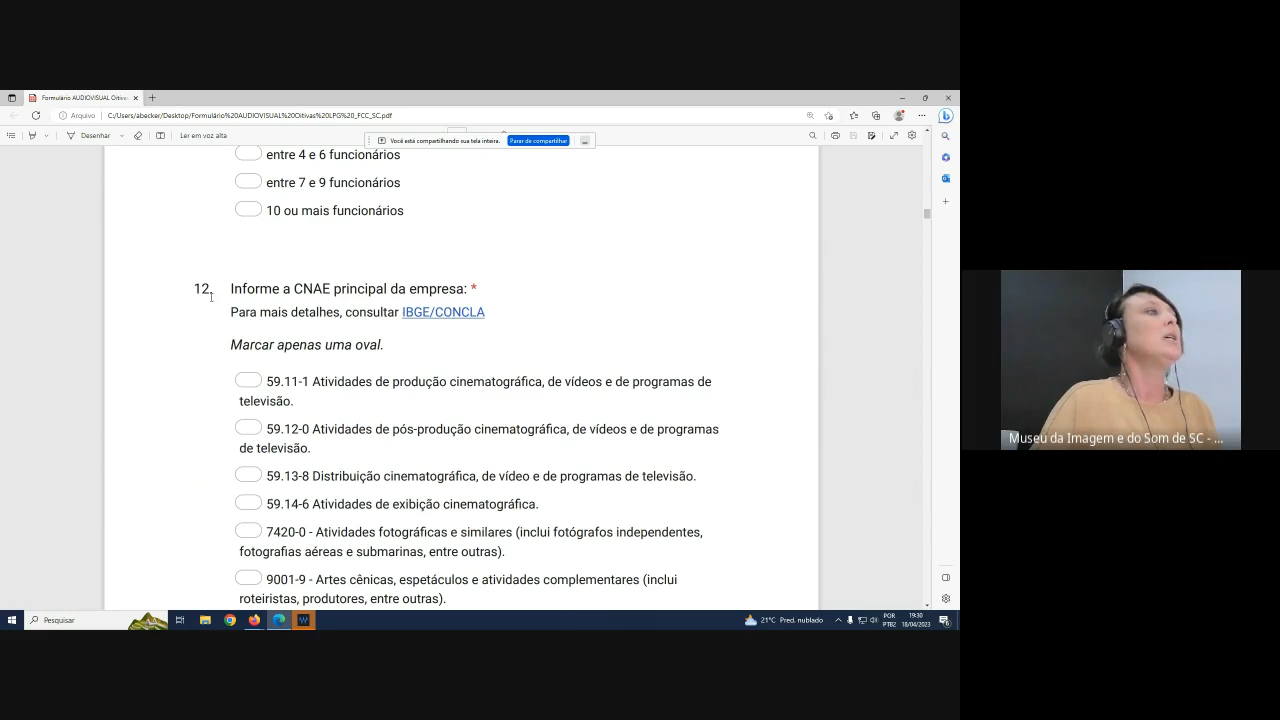 Formulário AUDIOVISUAL Oitivas
Arquivo
C:/Users/abecker/Desktop/Formulário%20AUDIOVISUAL%20Oitivas%20LPG%20_FCC_SC.pdf
Desenhar
Ler em voz alta
Você está compartilhando sua tela inteira.
Parar de compartilhar
entre 4 e 6 funcionários
entre 7 e 9 funcionários
10 ou mais funcionários
12. Informe a CNAE principal da empresa: *
Para mais detalhes, consultar IBGE/CONCLA
Marcar apenas uma oval.
59.11-1 Atividades de produção cinematográfica, de vídeos e de programas de
televisão.
59.12-0 Atividades de pós-produção cinematográfica, de vídeos e de programas
de televisão.
59.13-8 Distribuição cinematográfica, de vídeo e de programas de televisão.
59.14-6 Atividades de exibição cinematográfica.
7420-0 - Atividades fotográficas e similares (inclui fotógrafos independentes,
fotografias aéreas e submarinas, entre outras).
9001-9 - Artes cênicas, espetáculos e atividades complementares (inclui
roteiristas, produtores, entre outras).
Museu da Imagem e do Som de SC - ...
Pesquisar
21°C Pred. nublado
POR
PTB2
19:30
18/04/2023